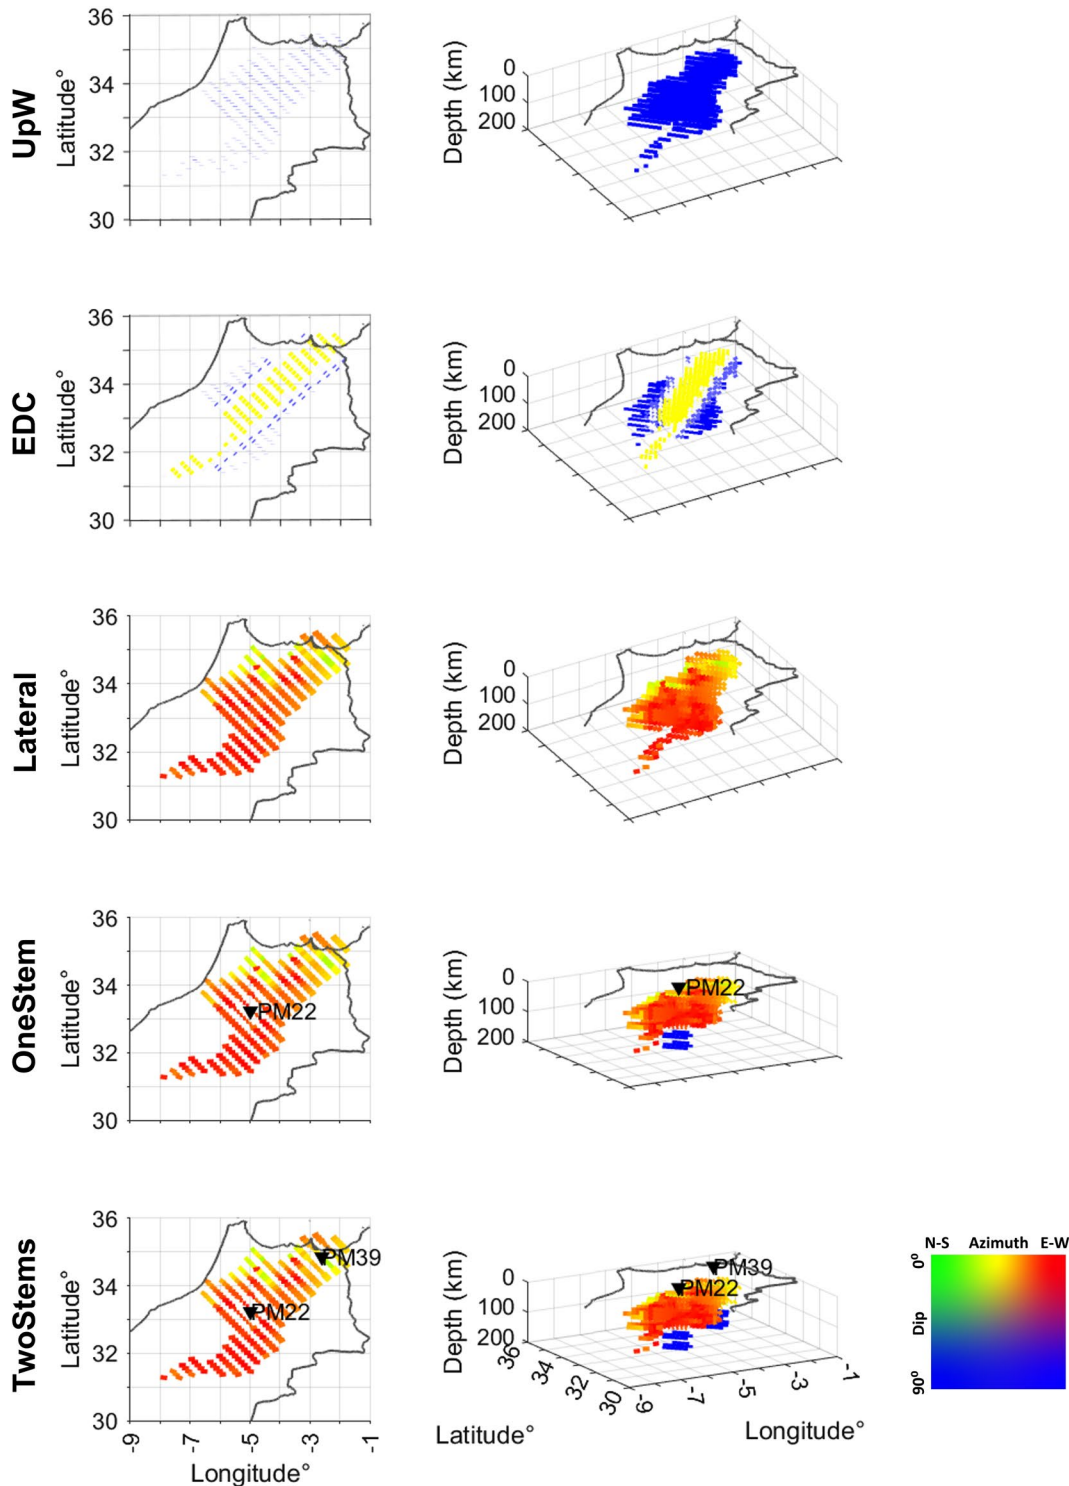 UpW
Latitude°
36
34
32
30
Depth (km)
0
100
200
EDC
Latitude°
36
34
32
30
Depth (km)
0
100
200
Lateral
Latitude°
36
34
32
30
Depth (km)
0
100
200
OneStem
Latitude°
36
34
32
30
PM22
Depth (km)
0
100
200
PM22
TwoStems
Latitude°
36
34
32
30
-9
-7
-5
-3
-1
Longitude°
PM39
PM22
Depth (km)
0
100
200
PM39
PM22
36
34
32
30
-9
-7
-5
-3
-1
Latitude°
Longitude°
N-S Azimuth E-W
0⁰
Dip
90⁰